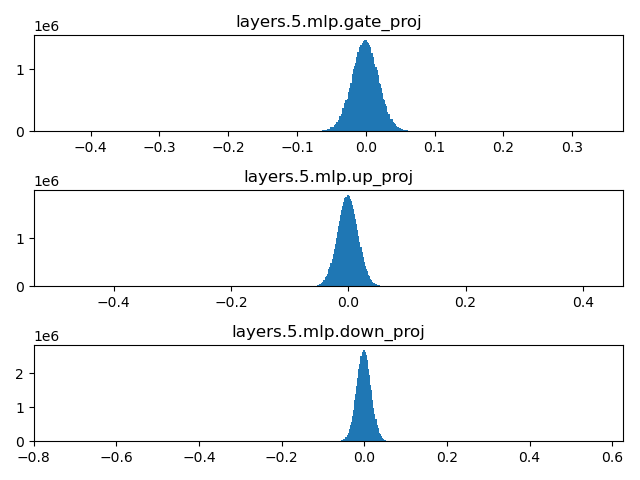 layers.5.mlp.gate_proj
1e6
1
0
−0.4 −0.3 −0.2 −0.1 0.0 0.1 0.2 0.3
layers.5.mlp.up_proj
1e6
1
0
−0.4 −0.2 0.0 0.2 0.4
layers.5.mlp.down_proj
1e6
2
1
0
−0.8 −0.6 −0.4 −0.2 0.0 0.2 0.4 0.6